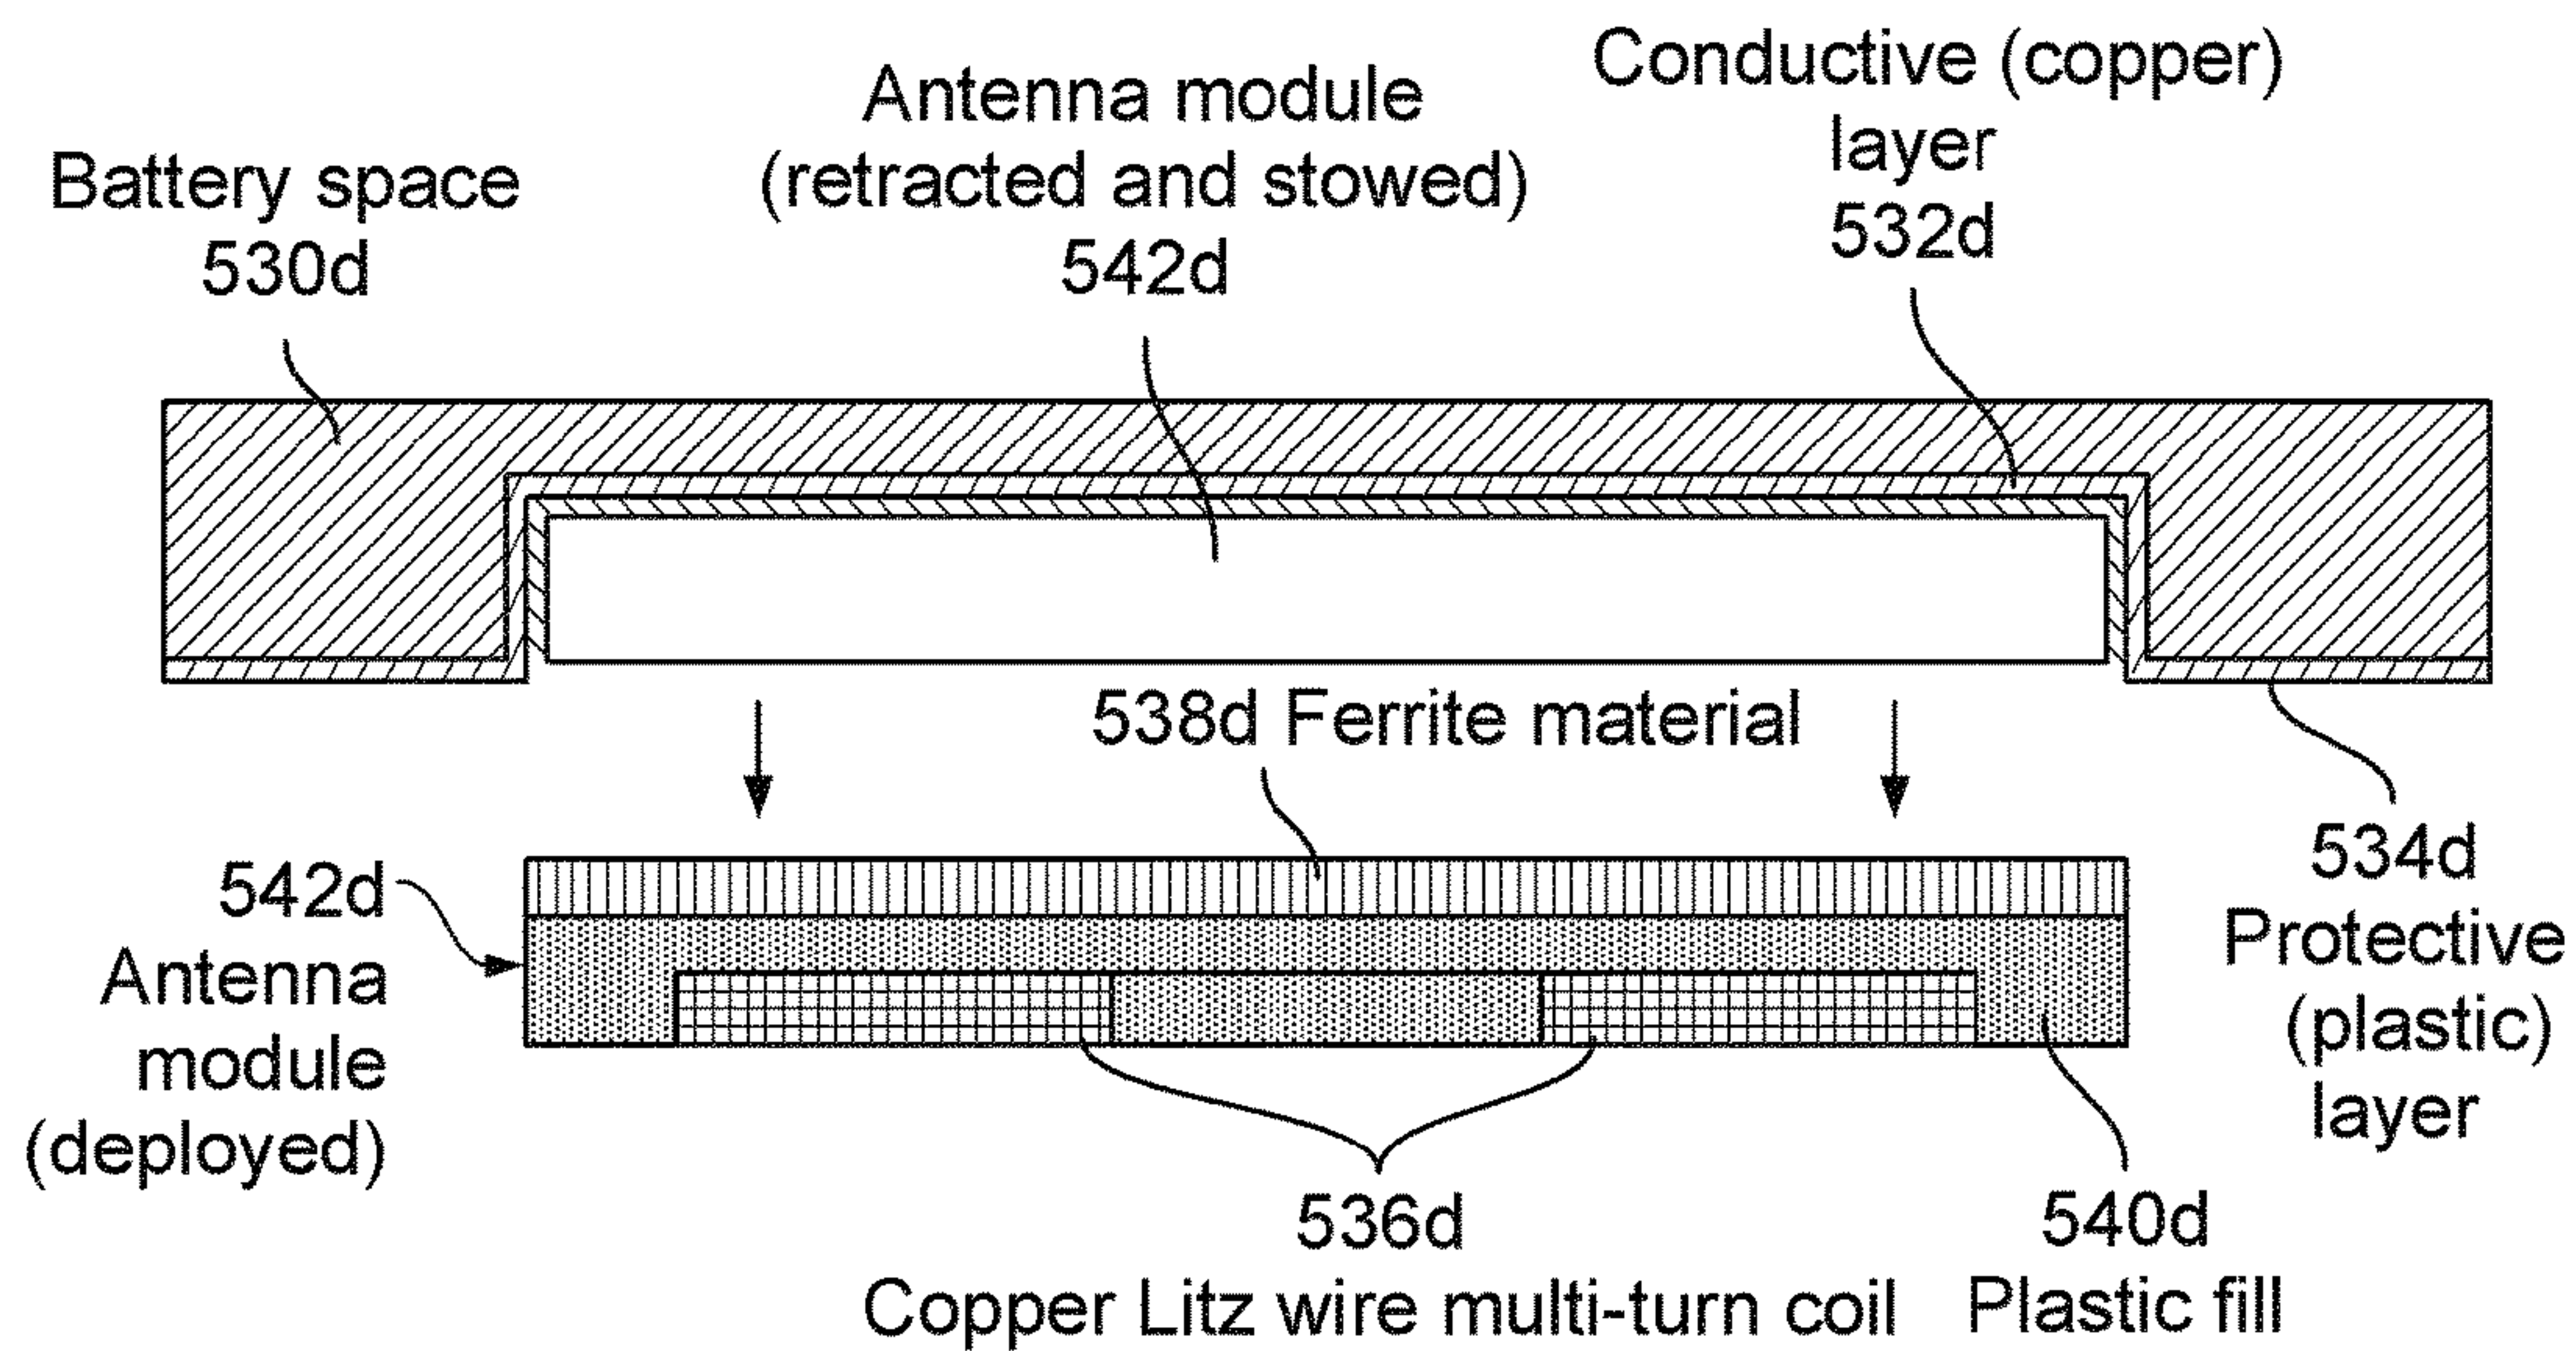 Battery space
530d
Antenna module
(retracted and stowed)
542d
Conductive (copper)
layer
532d
538d Ferrite material
542d
Antenna
module
(deployed)
534d
Protective
(plastic)
layer
536d
Copper Litz wire multi-turn coil
540d
Plastic fill